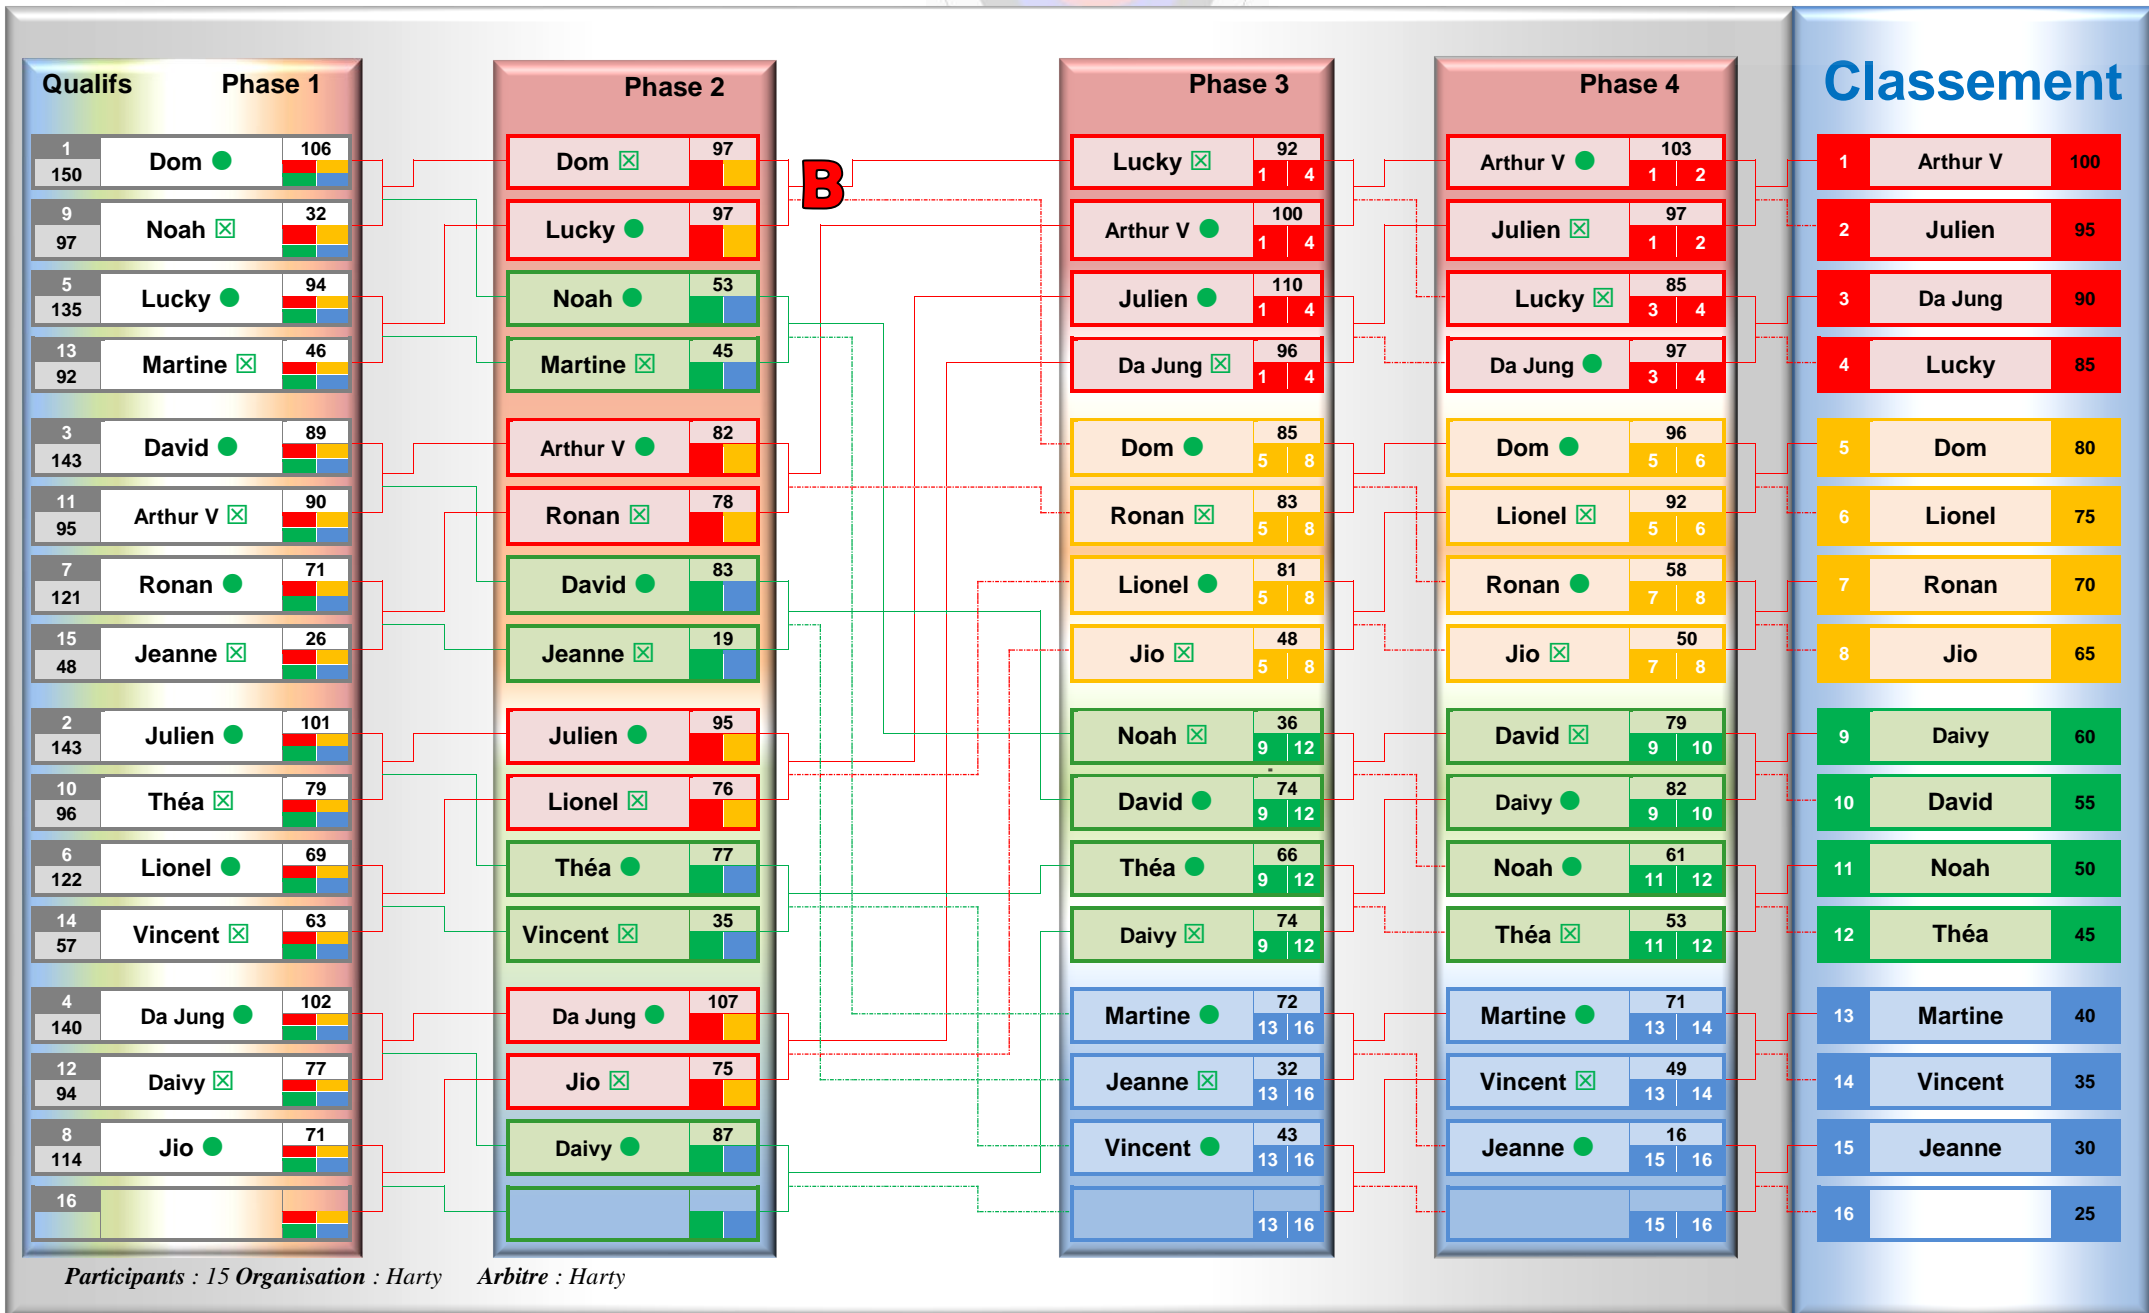 Qualifs Phase 1
1 Dom 106
150
9 Noah 32
97
5 Lucky 94
135
13 Martine 46
92
3 David 89
143
11 Arthur V 90
95
7 Ronan 71
121
15 Jeanne 26
48
2 Julien 101
143
10 Théa 79
96
6 Lionel 69
122
14 Vincent 63
57
4 Da Jung 102
140
12 Daivy 77
94
8 Jio 71
114
16
Phase 2
Dom 97
B
Lucky 97
Noah 53
Martine 45
Arthur V 82
Ronan 78
David 83
Jeanne 19
Julien 95
Lionel 76
Théa 77
Vincent 35
Da Jung 107
Jio 75
Daivy 87
Phase 3
Lucky 92
1 4
Arthur V 100
1 4
Julien 110
1 4
Da Jung 96
1 4
Dom 85
5 8
Ronan 83
5 8
Lionel 81
5 8
Jio 48
5 8
Noah 36
9 12
David 74
9 12
Théa 66
9 12
Daivy 74
9 12
Martine 72
13 16
Jeanne 32
13 16
Vincent 43
13 16
13 16
Phase 4
Arthur V 103
1 2
Julien 97
1 2
Lucky 85
3 4
Da Jung 97
3 4
Dom 96
5 6
Lionel 92
5 6
Ronan 58
7 8
Jio 50
7 8
David 79
9 10
Daivy 82
9 10
Noah 61
11 12
Théa 53
11 12
Martine 71
13 14
Vincent 49
13 14
Jeanne 16
15 16
15 16
Classement
1 Arthur V 100
2 Julien 95
3 Da Jung 90
4 Lucky 85
5 Dom 80
6 Lionel 75
7 Ronan 70
8 Jio 65
9 Daivy 60
10 David 55
11 Noah 50
12 Théa 45
13 Martine 40
14 Vincent 35
15 Jeanne 30
16 25
Participants : 15 Organisation : Harty Arbitre : Harty